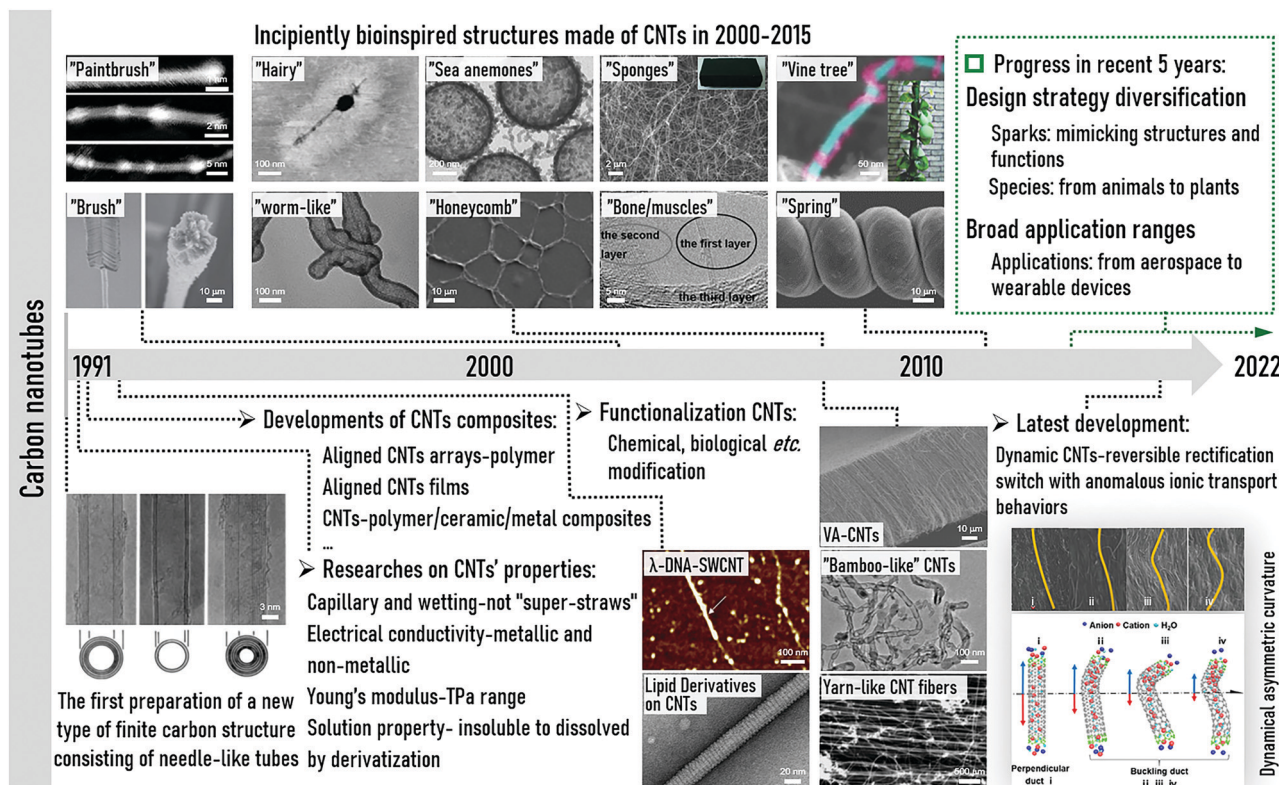 Carbon nanotubes
Incipiently bioinspired structures made of CNTs in 2000-2015
"Paintbrush"
1 nm
2 nm
5 nm
"Hairy"
100 nm
"Sea anemones"
200 nm
"Sponges"
2 µm
"Vine tree"
50 nm
"Brush"
10 µm
"worm-like"
100 nm
"Honeycomb"
10 µm
"Bone/muscles"
the second
layer
the first layer
the third layer
5 nm
"Spring"
10 µm
Progress in recent 5 years:
Design strategy diversification
Sparks: mimicking structures and
functions
Species: from animals to plants
Broad application ranges
Applications: from aerospace to
wearable devices
1991
2000
2010
2022
3 nm
The first preparation of a new
type of finite carbon structure
consisting of needle-like tubes
➢ Developments of CNTs composites:
Aligned CNTs arrays-polymer
Aligned CNTs films
CNTs-polymer/ceramic/metal composites
...
➢ Researches on CNTs' properties:
Capillary and wetting-not "super-straws"
Electrical conductivity-metallic and
non-metallic
Young's modulus-TPa range
Solution property- insoluble to dissolved
by derivatization
➢ Functionalization CNTs:
Chemical, biological etc.
modification
λ-DNA-SWCNT
100 nm
Lipid Derivatives
on CNTs
20 nm
VA-CNTs
10 µm
"Bamboo-like" CNTs
100 nm
Yarn-like CNT fibers
500 µm
➢ Latest development:
Dynamic CNTs-reversible rectification
switch with anomalous ionic transport
behaviors
i
ii
iii
iv
Anion Cation H₂O
i
ii
iii
iv
Perpendicular
duct i
Buckling duct
ii, iii, iv
Dynamical asymmetric curvature